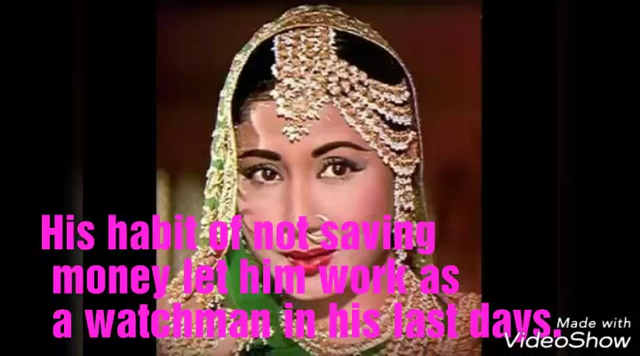 His habit of not saving
money let him work as
a watchman in his last days.
Made with
VideoShow